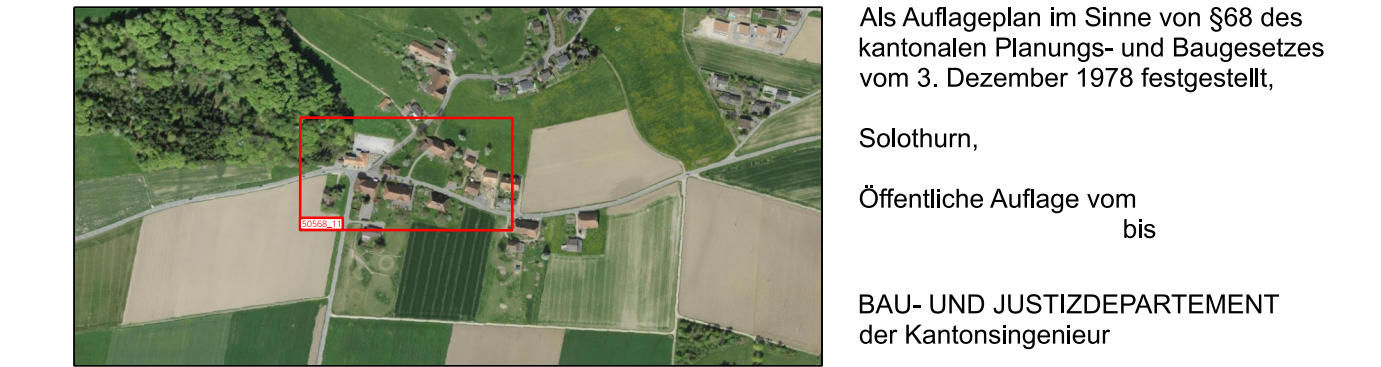 Als Auflageplan im Sinne von §68 des
kantonalen Planungs- und Baugesetzes
vom 3. Dezember 1978 festgestellt,
Solothurn,
Öffentliche Auflage vom
bis
BAU- UND JUSTIZDEPARTEMENT
der Kantonsingenieur
50568_11